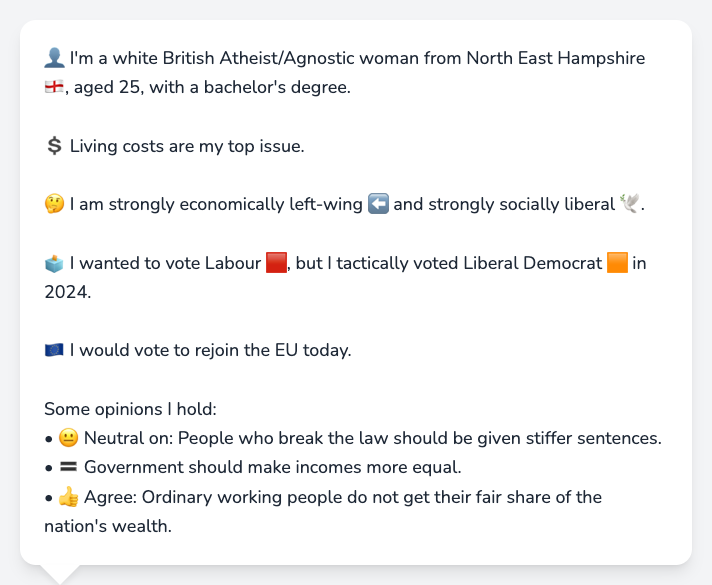 👤 I'm a white British Atheist/Agnostic woman from North East Hampshire
🏴󠁧󠁢󠁥󠁮󠁧󠁿, aged 25, with a bachelor's degree.
💲 Living costs are my top issue.
🤔 I am strongly economically left-wing ⬅️ and strongly socially liberal 🕊️.
🗳️ I wanted to vote Labour 🟥, but I tactically voted Liberal Democrat 🟧 in
2024.
🇪🇺 I would vote to rejoin the EU today.
Some opinions I hold:
• 😐 Neutral on: People who break the law should be given stiffer sentences.
• 🟰 Government should make incomes more equal.
• 👍 Agree: Ordinary working people do not get their fair share of the
nation's wealth.